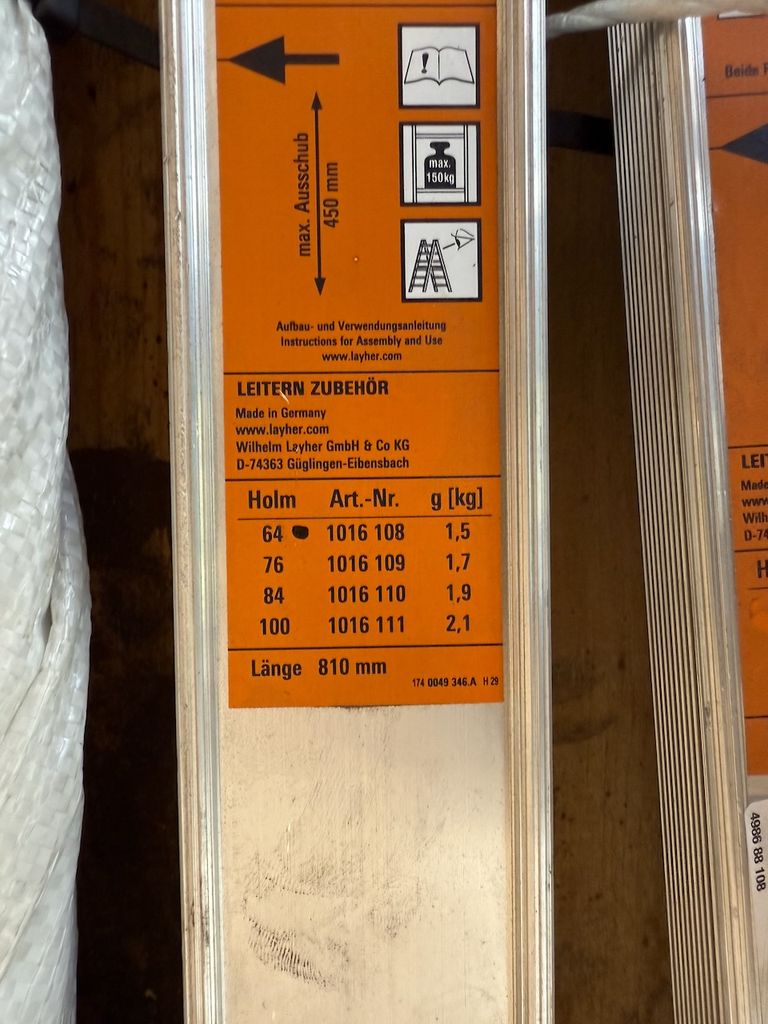 max. Ausschub
450 mm
!
max.
150kg
Aufbau- und Verwendungsanleitung
Instructions for Assembly and Use
www.layher.com
LEITERN ZUBEHÖR
Made in Germany
www.layher.com
Wilhelm Layher GmbH & Co KG
D-74363 Güglingen-Eibensbach
Holm Art.-Nr. g [kg]
64 1016 108 1,5
76 1016 109 1,7
84 1016 110 1,9
100 1016 111 2,1
Länge 810 mm
174 0049 346.A H 29
Beide
LEI
Made
www
Wilh
D-74
H
4986 88 108